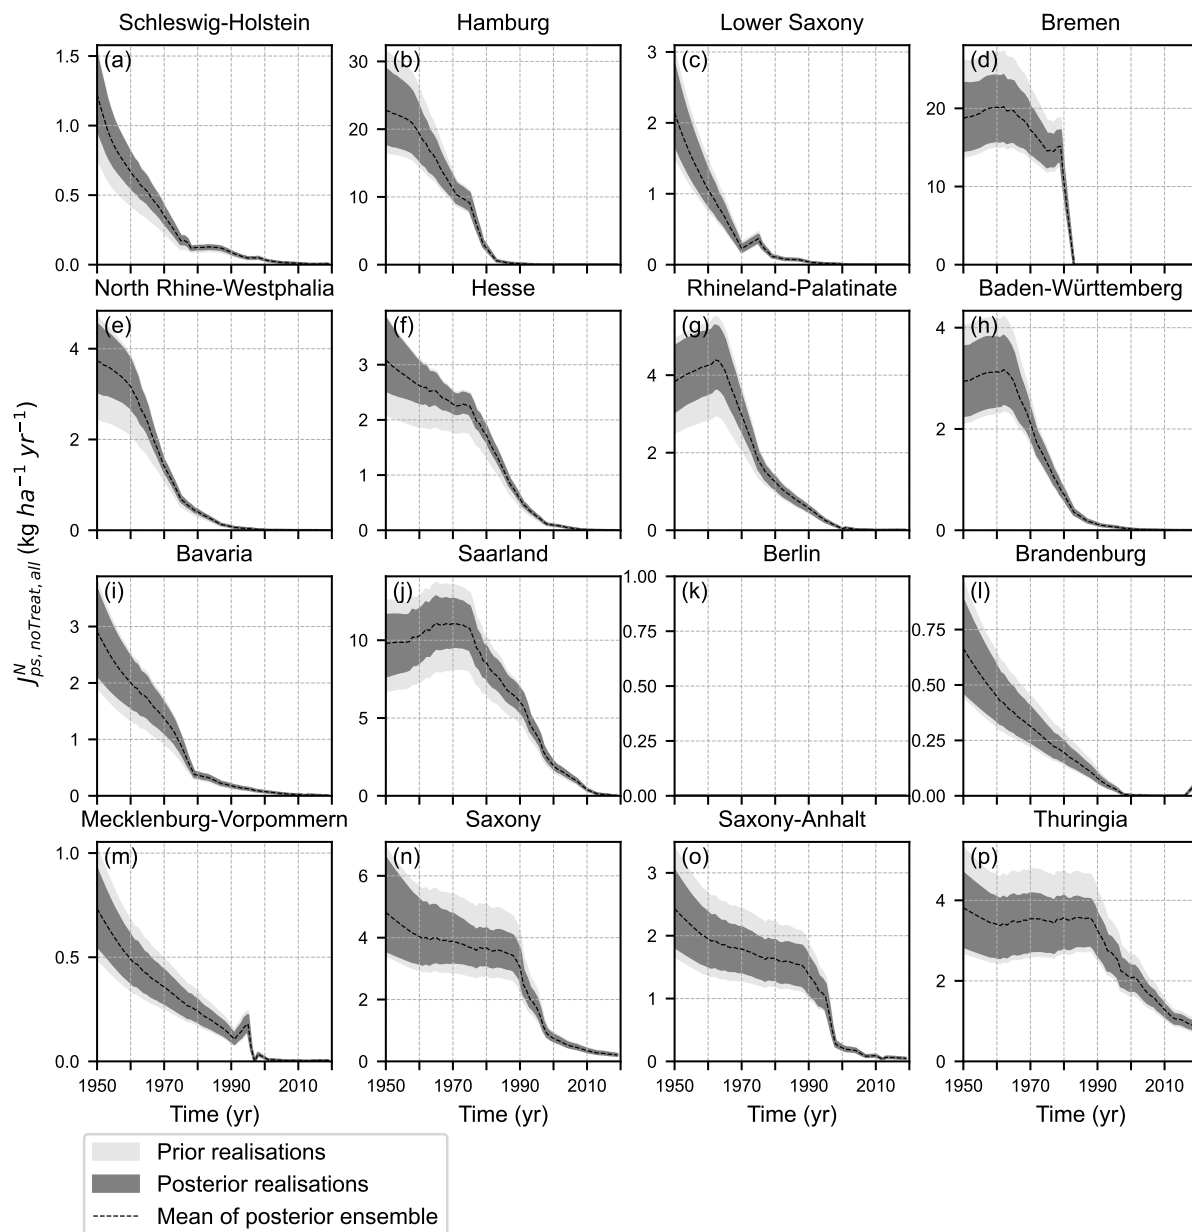 Schleswig-Holstein Hamburg Lower Saxony Bremen
(a) (b) (c) (d)
1.5 30 3
1.0 20 2 20
0.5 10 1 10
0.0 0 0 0
North Rhine-Westphalia Hesse Rhineland-Palatinate Baden-Württemberg
(e) (f) (g) (h)
4 3 4 4
2 2 2 2
1
0 0 0 0
J^N_{ps, noTreat, all} (kg ha^{−1} yr^{−1})
Bavaria Saarland Berlin Brandenburg
(i) (j) (k) (l)
3 10 1.00 0.75
2 5 0.75 0.50
1 0.50 0.25
0.25
0 0 0.00 0.00
Mecklenburg-Vorpommern Saxony Saxony-Anhalt Thuringia
(m) (n) (o) (p)
1.0 6 3 4
0.5 4 2 2
2 1
0.0 0 0 0
1950 1970 1990 2010 1950 1970 1990 2010 1950 1970 1990 2010 1950 1970 1990 2010
Time (yr) Time (yr) Time (yr) Time (yr)
Prior realisations
Posterior realisations
Mean of posterior ensemble